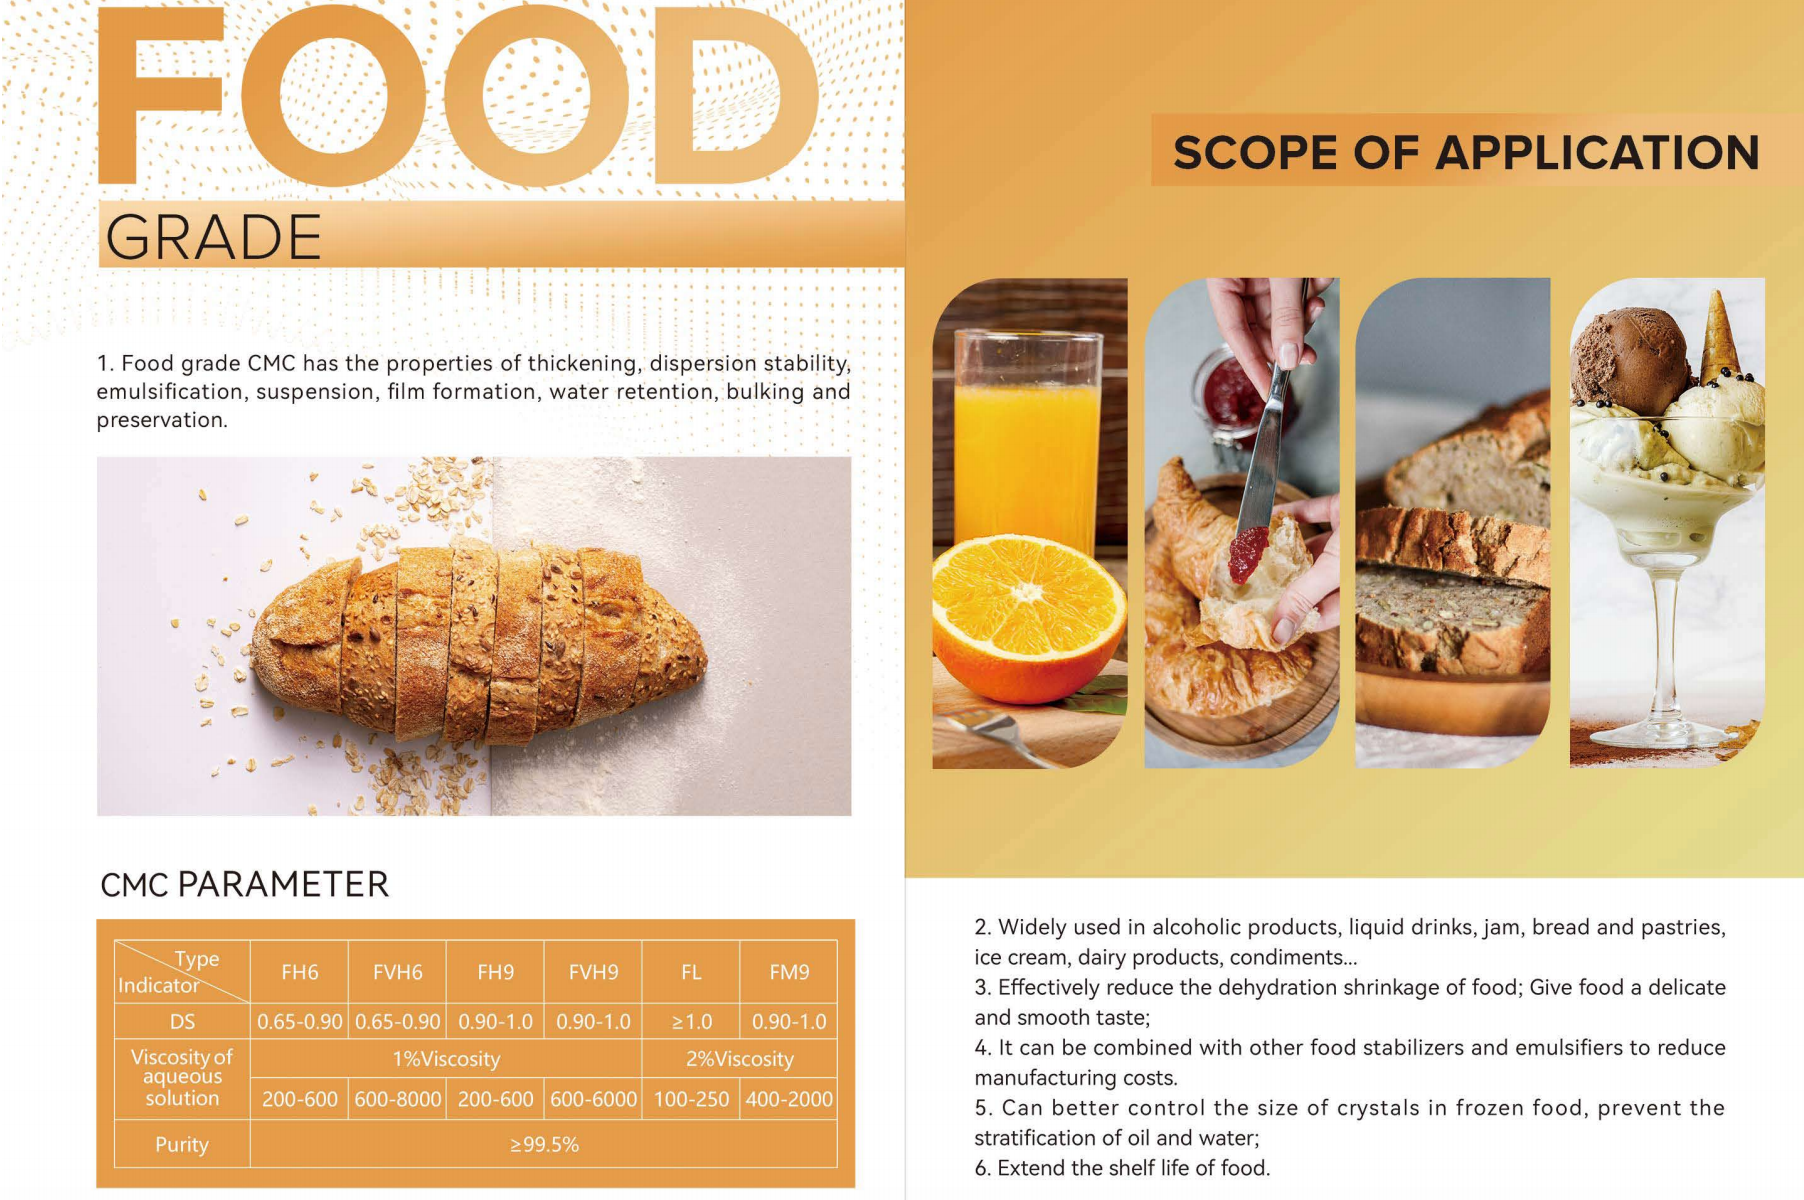 FOOD
GRADE
1. Food grade CMC has the properties of thickening, dispersion stability,
emulsification, suspension, film formation, water retention, bulking and
preservation.
CMC PARAMETER
Type
Indicator
FH6 FVH6 FH9 FVH9 FL FM9
DS 0.65-0.90 0.65-0.90 0.90-1.0 0.90-1.0 ≥1.0 0.90-1.0
Viscosity of
aqueous
solution
1%Viscosity 2%Viscosity
200-600 600-8000 200-600 600-6000 100-250 400-2000
Purity ≥99.5%
SCOPE OF APPLICATION
2. Widely used in alcoholic products, liquid drinks, jam, bread and pastries,
ice cream, dairy products, condiments...
3. Effectively reduce the dehydration shrinkage of food; Give food a delicate
and smooth taste;
4. It can be combined with other food stabilizers and emulsifiers to reduce
manufacturing costs.
5. Can better control the size of crystals in frozen food, prevent the
stratification of oil and water;
6. Extend the shelf life of food.